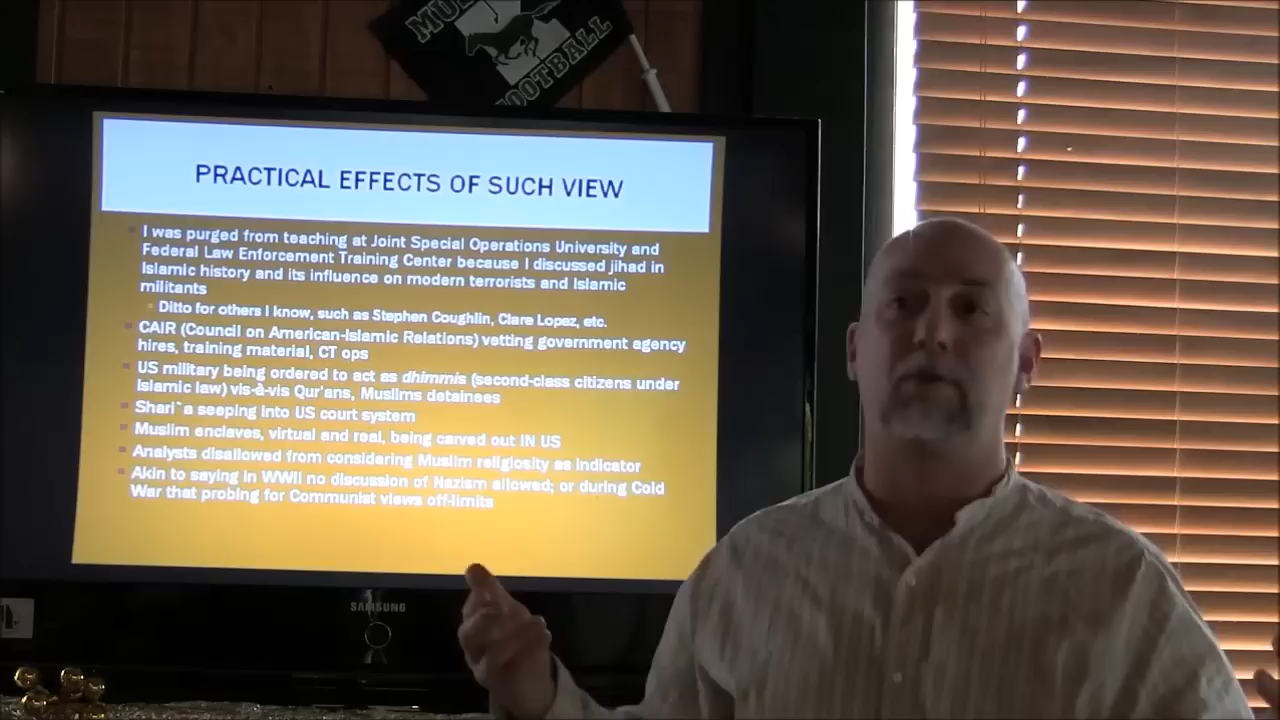 MU
FOOTBALL
PRACTICAL EFFECTS OF SUCH VIEW
I was purged from teaching at Joint Special Operations University and
Federal Law Enforcement Training Center because I discussed jihad in
Islamic history and its influence on modern terrorists and Islamic
militants
Ditto for others I know, such as Stephen Coughlin, Clare Lopez, etc.
CAIR (Council on American-Islamic Relations) vetting government agency
hires, training material, CT ops
US military being ordered to act as dhimmis (second-class citizens under
Islamic law) vis-à-vis Qur'ans, Muslims detainees
Shari`a seeping into US court system
Muslim enclaves, virtual and real, being carved out IN US
Analysts disallowed from considering Muslim religiosity as indicator
Akin to saying in WWII no discussion of Nazism allowed; or during Cold
War that probing for Communist views off-limits
SAMSUNG